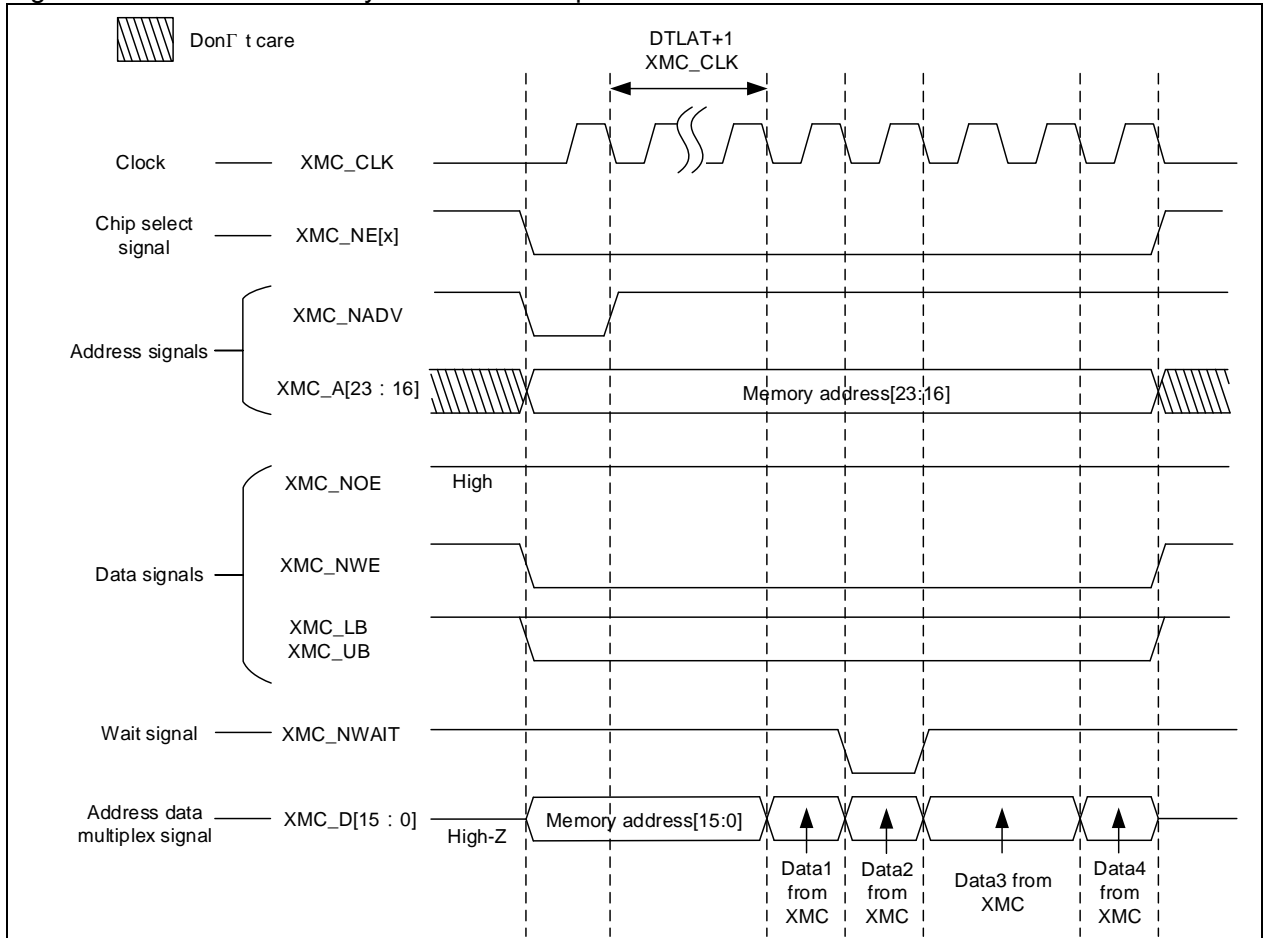 DonΓ t care
DTLAT+1
XMC_CLK
Clock
XMC_CLK
Chip select
signal
XMC_NE[x]
XMC_NADV
Address signals
XMC_A[23 : 16]
Memory address[23:16]
XMC_NOE
High
Data signals
XMC_NWE
XMC_LB
XMC_UB
Wait signal
XMC_NWAIT
Address data
multiplex signal
XMC_D[15 : 0]
High-Z
Memory address[15:0]
Data1
from
XMC
Data2
from
XMC
Data3 from
XMC
Data4
from
XMC